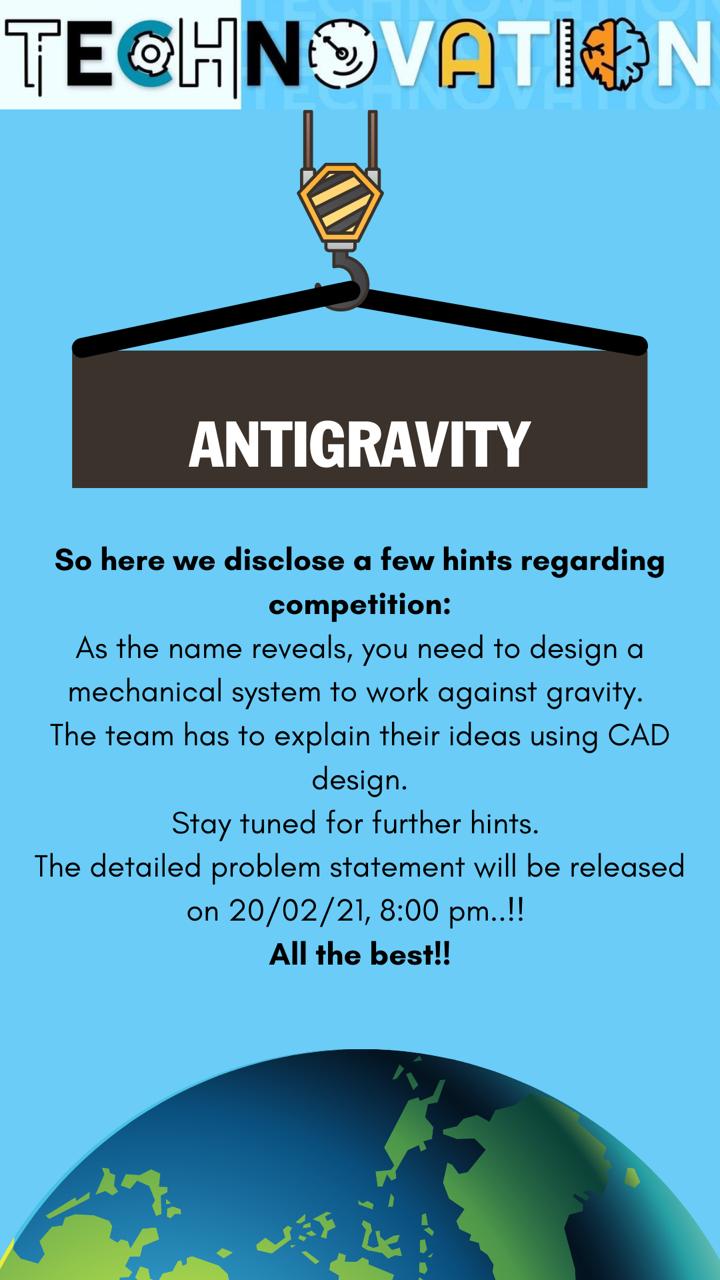 TECHNOVATION
ANTIGRAVITY
So here we disclose a few hints regarding
competition:
As the name reveals, you need to design a
mechanical system to work against gravity.
The team has to explain their ideas using CAD
design.
Stay tuned for further hints.
The detailed problem statement will be released
on 20/02/21, 8:00 pm..!!
All the best!!